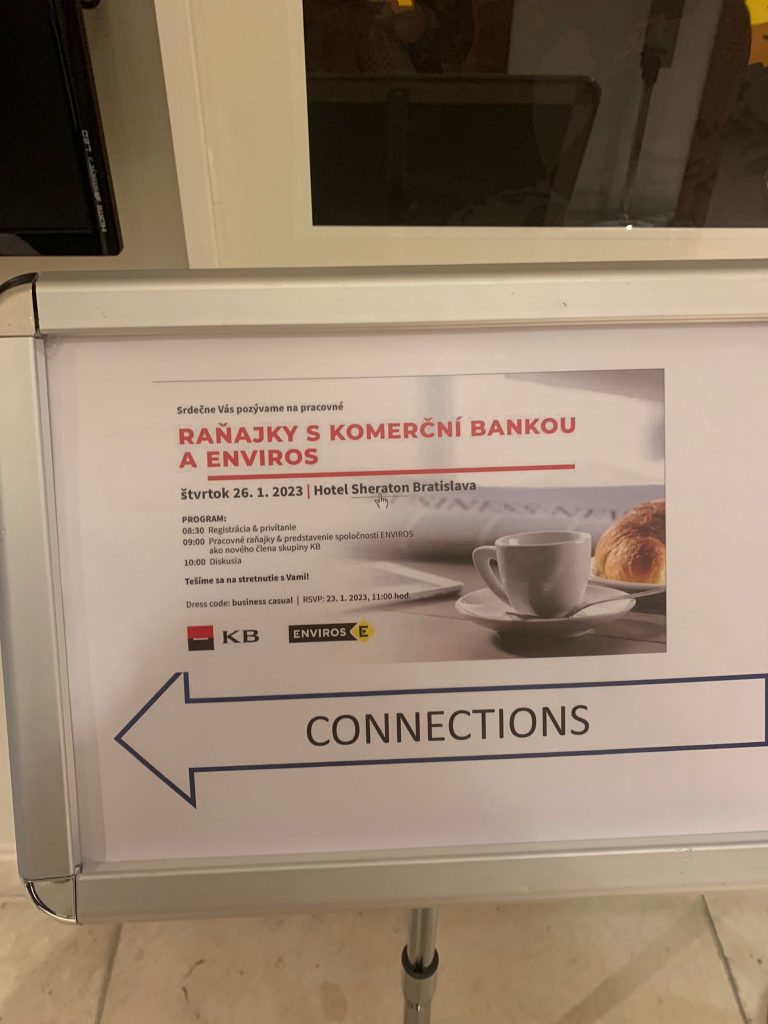 Srdečne Vás pozývame na pracovné
RAŇAJKY S KOMERČNÍ BANKOU
A ENVIROS
štvrtok 26. 1. 2023 | Hotel Sheraton Bratislava
PROGRAM:
08:30 Registrácia & privítanie
09:00 Pracovné raňajky & predstavenie spoločnosti ENVIROS
ako nového člena skupiny KB
10:00 Diskusia
Tešíme sa na stretnutie s Vami!
Dress code: business casual | RSVP: 23. 1. 2023, 11:00 hod.
KB
ENVIROS E
BUSINESS NEW
CONNECTIONS